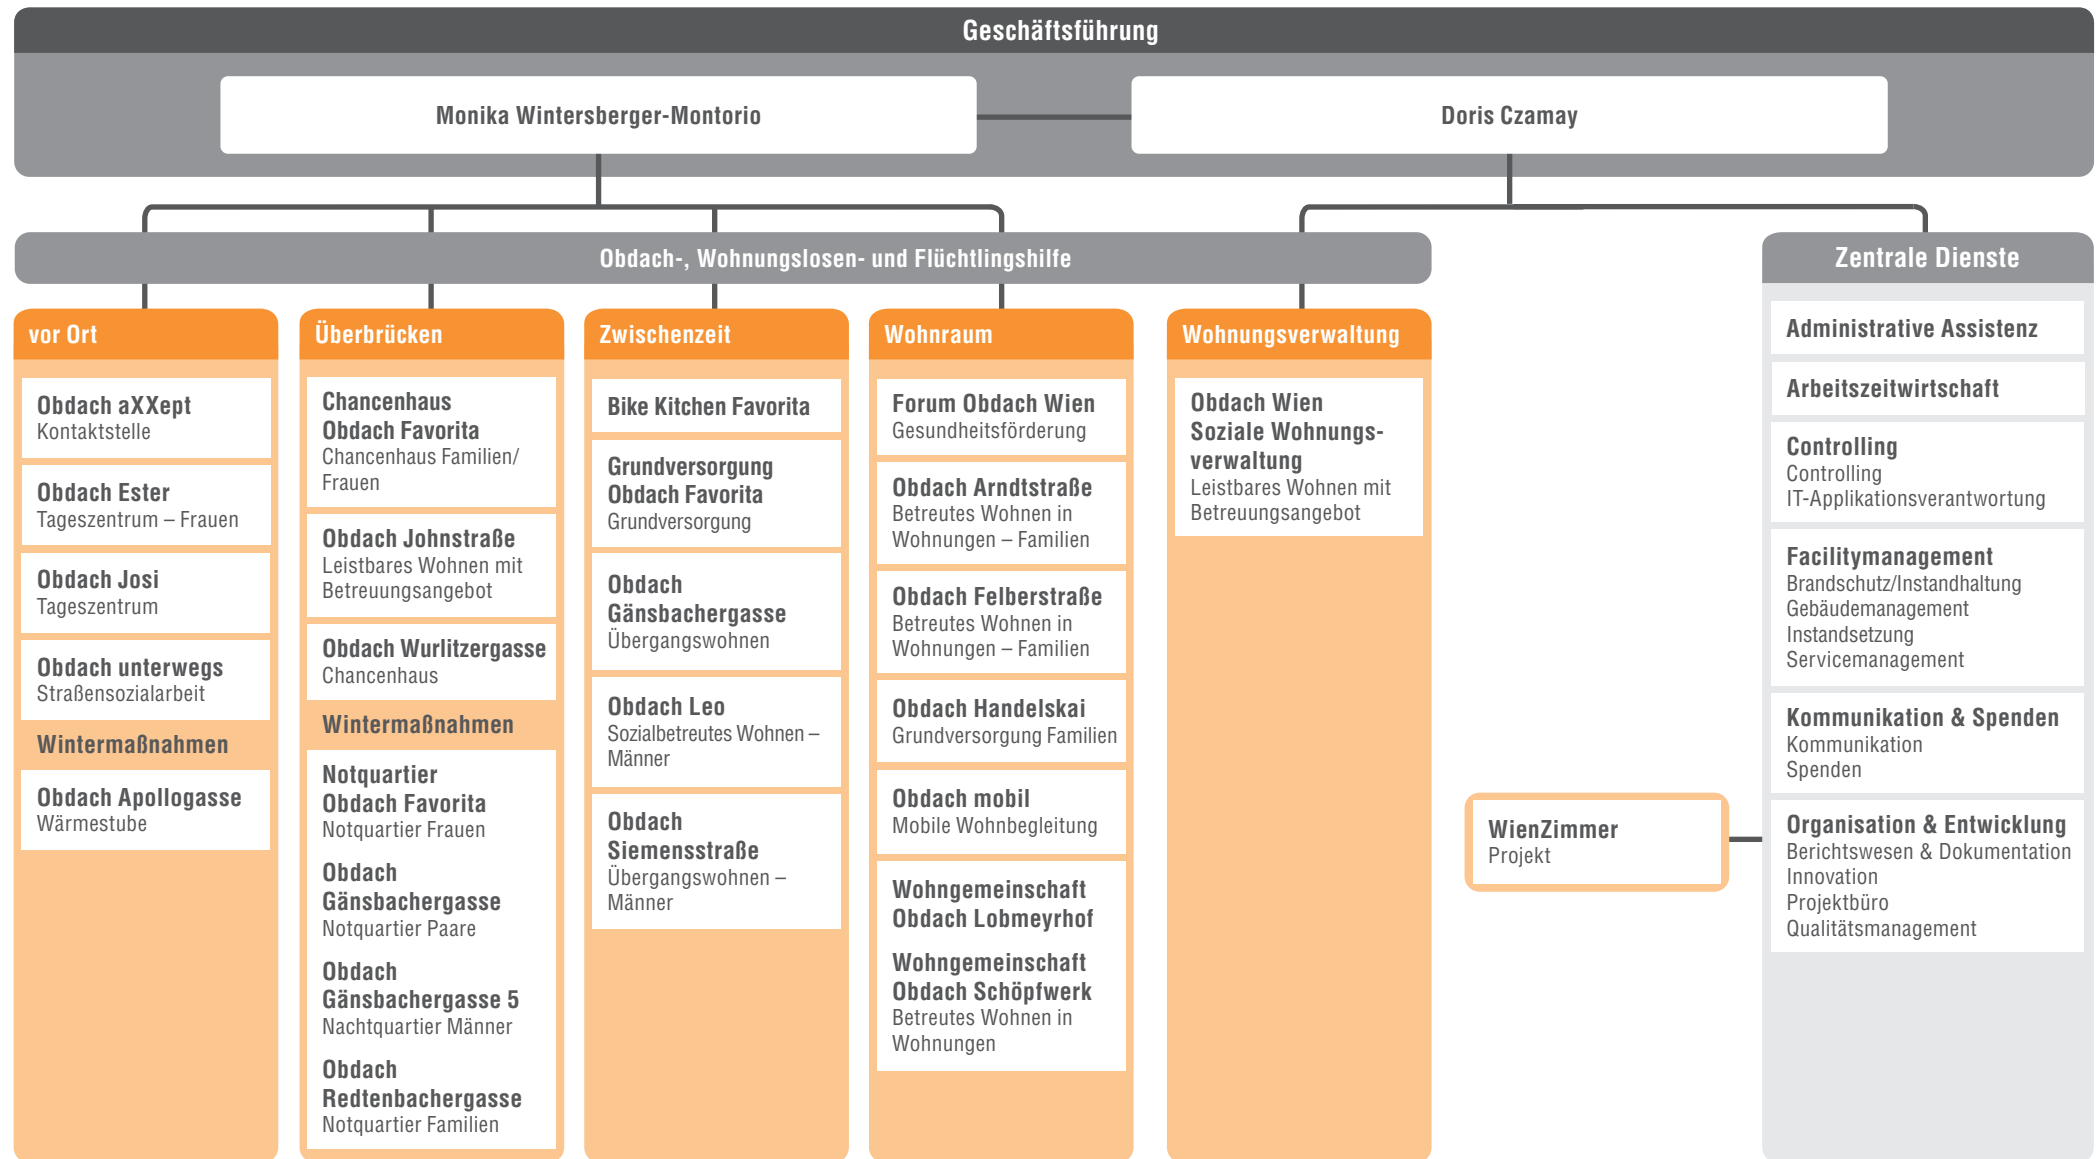 Geschäftsführung
Monika Wintersberger-Montorio
Doris Czamay
Obdach-, Wohnungslosen- und Flüchtlingshilfe
vor Ort
Obdach aXXept
Kontaktstelle
Obdach Ester
Tageszentrum – Frauen
Obdach Josi
Tageszentrum
Obdach unterwegs
Straßensozialarbeit
Wintermaßnahmen
Obdach Apollogasse
Wärmestube
Überbrücken
Chancenhaus
Obdach Favorita
Chancenhaus Familien/
Frauen
Obdach Johnstraße
Leistbares Wohnen mit
Betreuungsangebot
Obdach Wurlitzergasse
Chancenhaus
Wintermaßnahmen
Notquartier
Obdach Favorita
Notquartier Frauen
Obdach
Gänsbachergasse
Notquartier Paare
Obdach
Gänsbachergasse 5
Nachtquartier Männer
Obdach
Redtenbachergasse
Notquartier Familien
Zwischenzeit
Bike Kitchen Favorita
Grundversorgung
Obdach Favorita
Grundversorgung
Obdach
Gänsbachergasse
Übergangswohnen
Obdach Leo
Sozialbetreutes Wohnen –
Männer
Obdach
Siemensstraße
Übergangswohnen –
Männer
Wohnraum
Forum Obdach Wien
Gesundheitsförderung
Obdach Arndtstraße
Betreutes Wohnen in
Wohnungen – Familien
Obdach Felberstraße
Betreutes Wohnen in
Wohnungen – Familien
Obdach Handelskai
Grundversorgung Familien
Obdach mobil
Mobile Wohnbegleitung
Wohngemeinschaft
Obdach Lobmeyrhof
Wohngemeinschaft
Obdach Schöpfwerk
Betreutes Wohnen in
Wohnungen
Wohnungsverwaltung
Obdach Wien
Soziale Wohnungs-
verwaltung
Leistbares Wohnen mit
Betreuungsangebot
WienZimmer
Projekt
Zentrale Dienste
Administrative Assistenz
Arbeitszeitwirtschaft
Controlling
Controlling
IT-Applikationsverantwortung
Facilitymanagement
Brandschutz/Instandhaltung
Gebäudemanagement
Instandsetzung
Servicemanagement
Kommunikation & Spenden
Kommunikation
Spenden
Organisation & Entwicklung
Berichtswesen & Dokumentation
Innovation
Projektbüro
Qualitätsmanagement